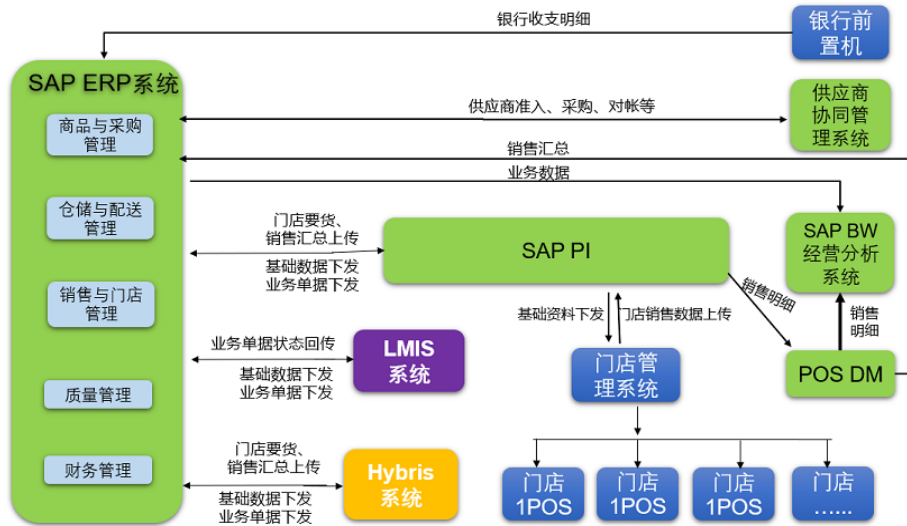 银行收支明细
银行前
置机
SAP ERP系统
供应商准入、采购、对帐等
供应商
协同管
理系统
商品与采购
管理
销售汇总
业务数据
仓储与配送
管理
门店要货、
销售汇总上传
基础数据下发
业务单据下发
SAP PI
SAP BW
经营分析
系统
销售与门店
管理
销售明细
基础资料下发
门店销售数据上传
销售
明细
业务单据状态回传
基础数据下发
业务单据下发
LMIS
系统
门店管
理系统
POS DM
质量管理
门店要货、
销售汇总上传
基础数据下发
业务单据下发
财务管理
Hybris
系统
门店
1POS
门店
1POS
门店
1POS
门店
…...